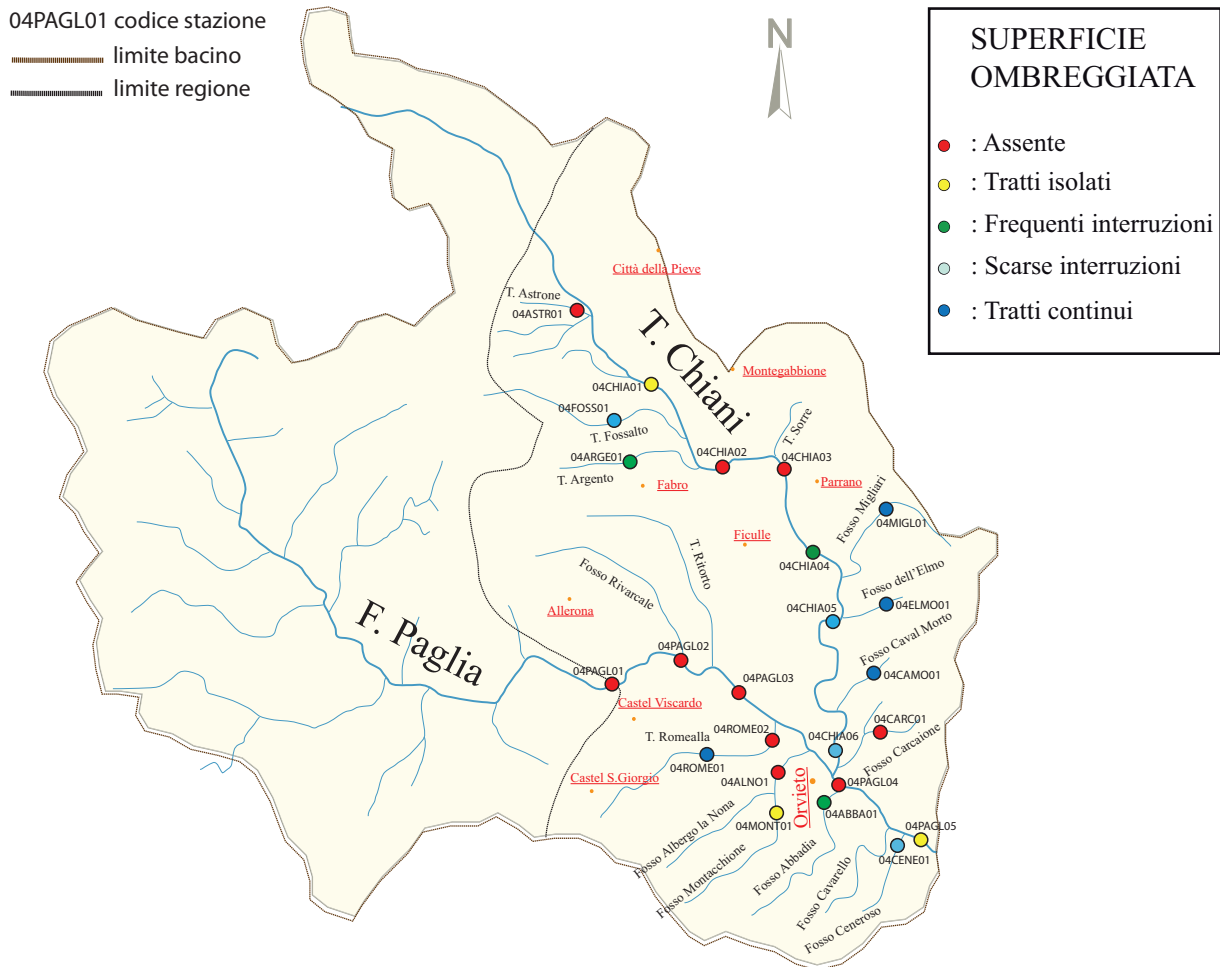 04PAGL01 codice stazione
limite bacino
limite regione
N
SUPERFICIE
OMBREGGIATA
: Assente
: Tratti isolati
: Frequenti interruzioni
: Scarse interruzioni
: Tratti continui
Città della Pieve
T. Astrone
04ASTR01
T. Chiani
Montegabbione
04CHIA01
04FOSS01
T. Fossalto
T. Sorre
04ARGE01
04CHIA02
04CHIA03
T. Argento
Fabro
Parrano
Fosso Migliari
04MIGL01
Ficulle
T. Ritorto
04CHIA04
Fosso Rivarcale
Fosso dell'Elmo
Allerona
04CHIA05
04ELMO01
F. Paglia
Fosso Caval Morto
04PAGL02
04PAGL01
04CAMO01
04PAGL03
Castel Viscardo
04CARC01
04ROME02
T. Romealla
04CHIA06
Fosso Carcaione
04ROME01
Castel S.Giorgio
04ALNO1
04PAGL04
Orvieto
04ABBA01
04MONT01
04PAGL05
Fosso Albergo la Nona
04CENE01
Fosso Montacchione
Fosso Abbadia
Fosso Cavarello
Fosso Ceneroso